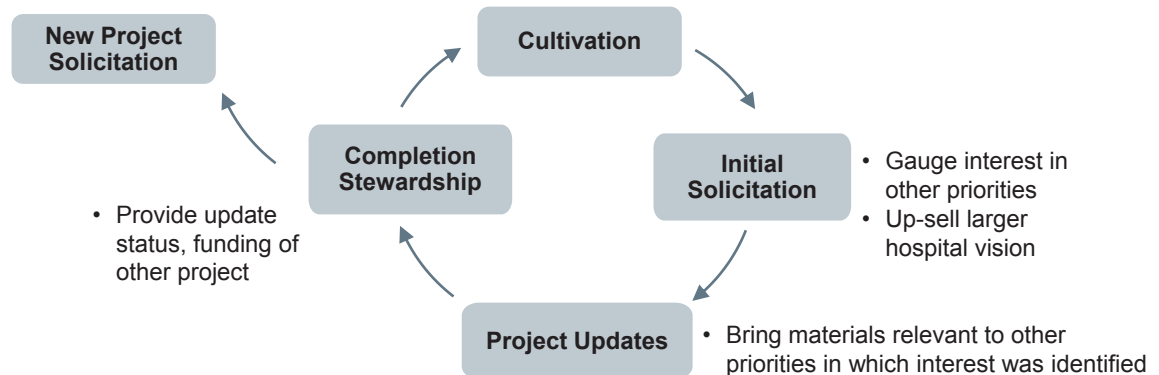 New Project
Solicitation
Cultivation
Completion
Stewardship
Initial
Solicitation
• Gauge interest in
other priorities
• Up-sell larger
hospital vision
• Provide update
status, funding of
other project
Project Updates
• Bring materials relevant to other
priorities in which interest was identified